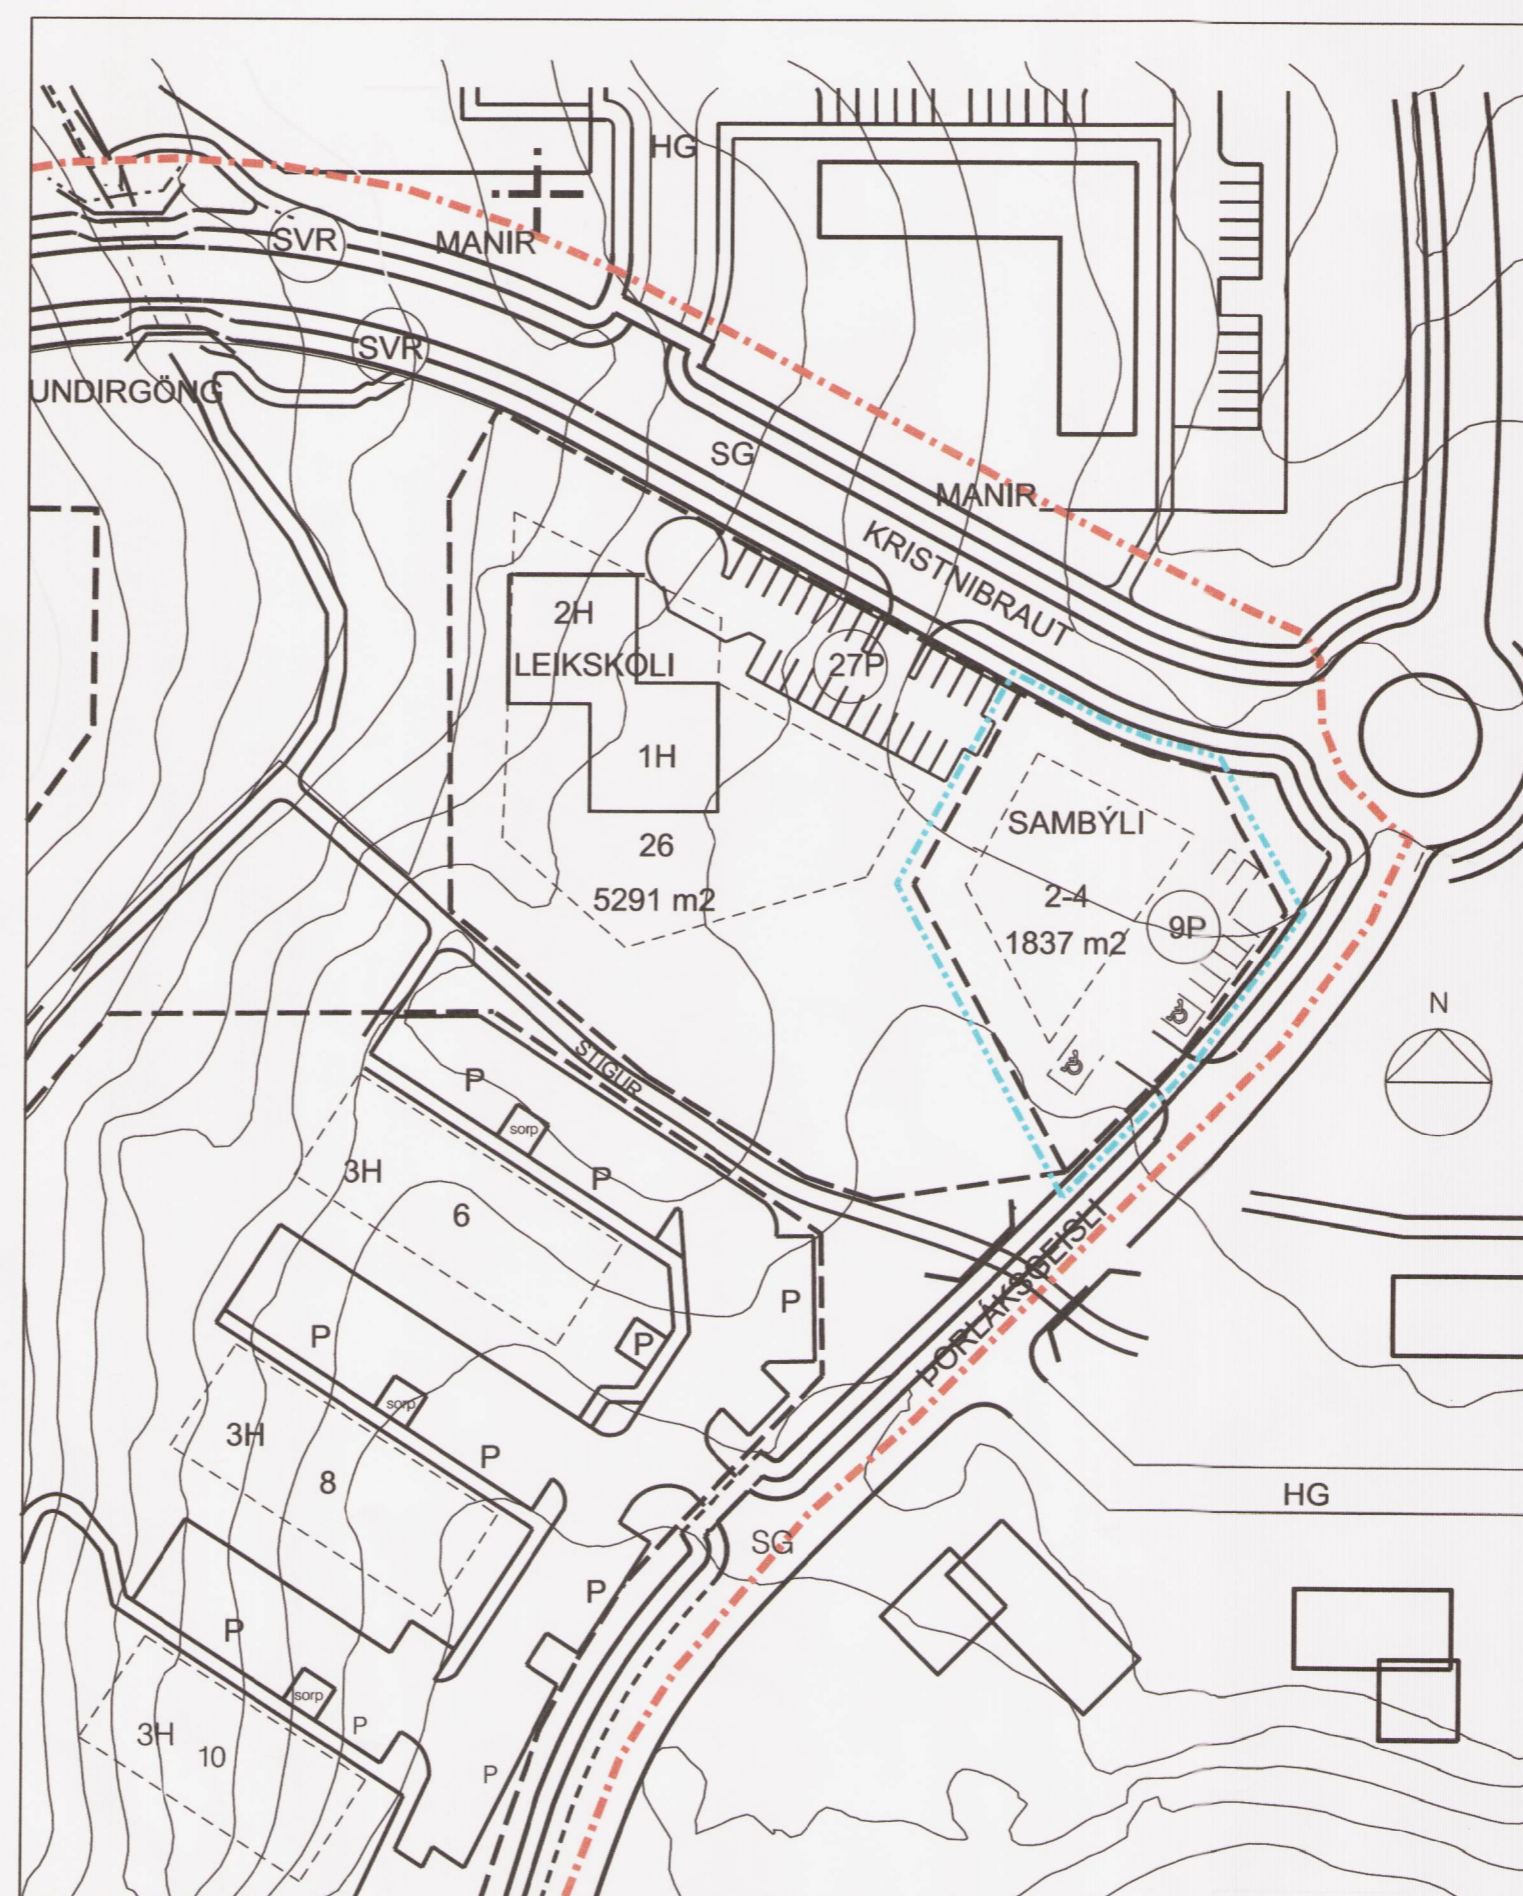 HG
SVR
MANIR
SVR
UNDIRGÖNG
SG
MANIR
KRISTNIBRAUT
2H
LEIKSKÓLI
27P
1H
SAMBÝLI
26
2-4
5291 m2
9P
1837 m2
N
STIGUR
P
sorp
3H
P
6
ÞORLÁKSGEISLI
P
P
P
sorp
3H
P
8
HG
SG
P
P
sorp
3H
P
10
P